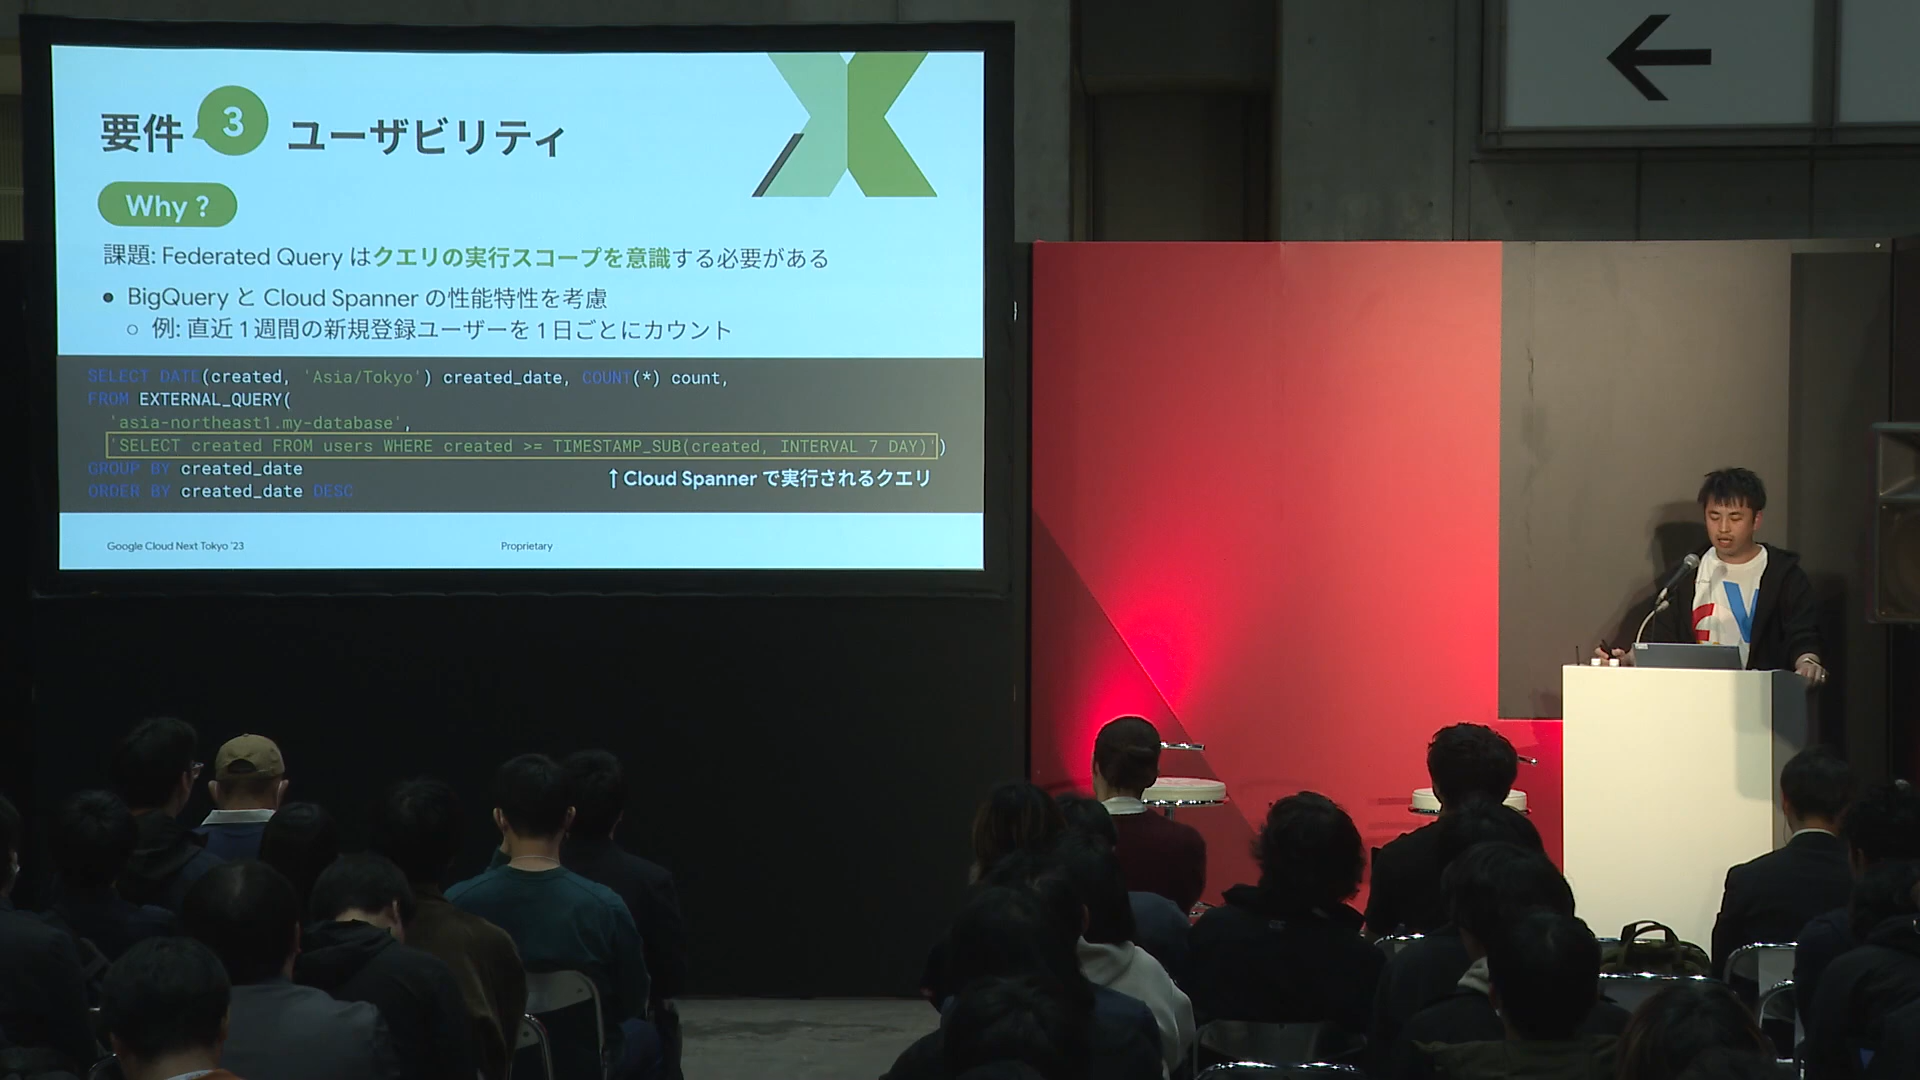 要件 3 ユーザビリティ
Why ?
課題: Federated Query はクエリの実行スコープを意識する必要がある
● BigQuery と Cloud Spanner の性能特性を考慮
○ 例: 直近 1 週間の新規登録ユーザーを 1 日ごとにカウント
SELECT DATE(created, 'Asia/Tokyo') created_date, COUNT(*) count,
FROM EXTERNAL_QUERY(
'asia-northeast1.my-database',
'SELECT created FROM users WHERE created >= TIMESTAMP_SUB(created, INTERVAL 7 DAY)')
GROUP BY created_date
↑ Cloud Spanner で実行されるクエリ
ORDER BY created_date DESC
Google Cloud Next Tokyo '23
Proprietary